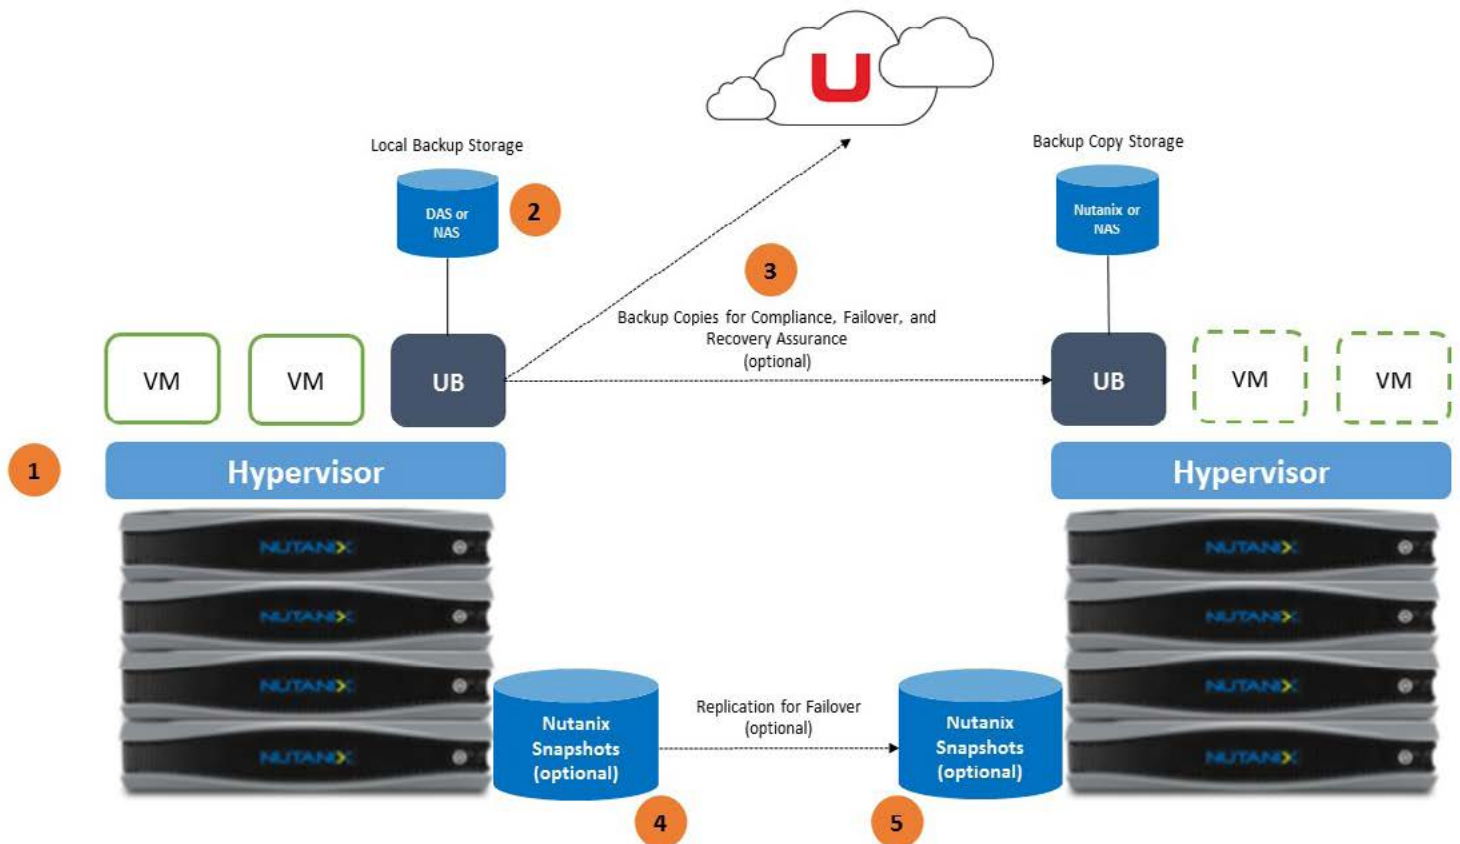 U
Local Backup Storage
Backup Copy Storage
DAS or
NAS
2
Nutanix or
NAS
3
Backup Copies for Compliance, Failover, and
Recovery Assurance
(optional)
VM
VM
UB
UB
VM
VM
1
Hypervisor
Hypervisor
NUTANIX
NUTANIX
NUTANIX
NUTANIX
NUTANIX
NUTANIX
NUTANIX
NUTANIX
Nutanix
Snapshots
(optional)
Replication for Failover
(optional)
Nutanix
Snapshots
(optional)
4
5